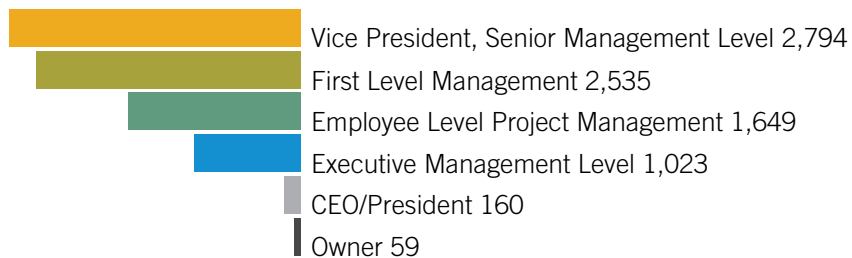 Vice President, Senior Management Level 2,794
First Level Management 2,535
Employee Level Project Management 1,649
Executive Management Level 1,023
CEO/President 160
Owner 59